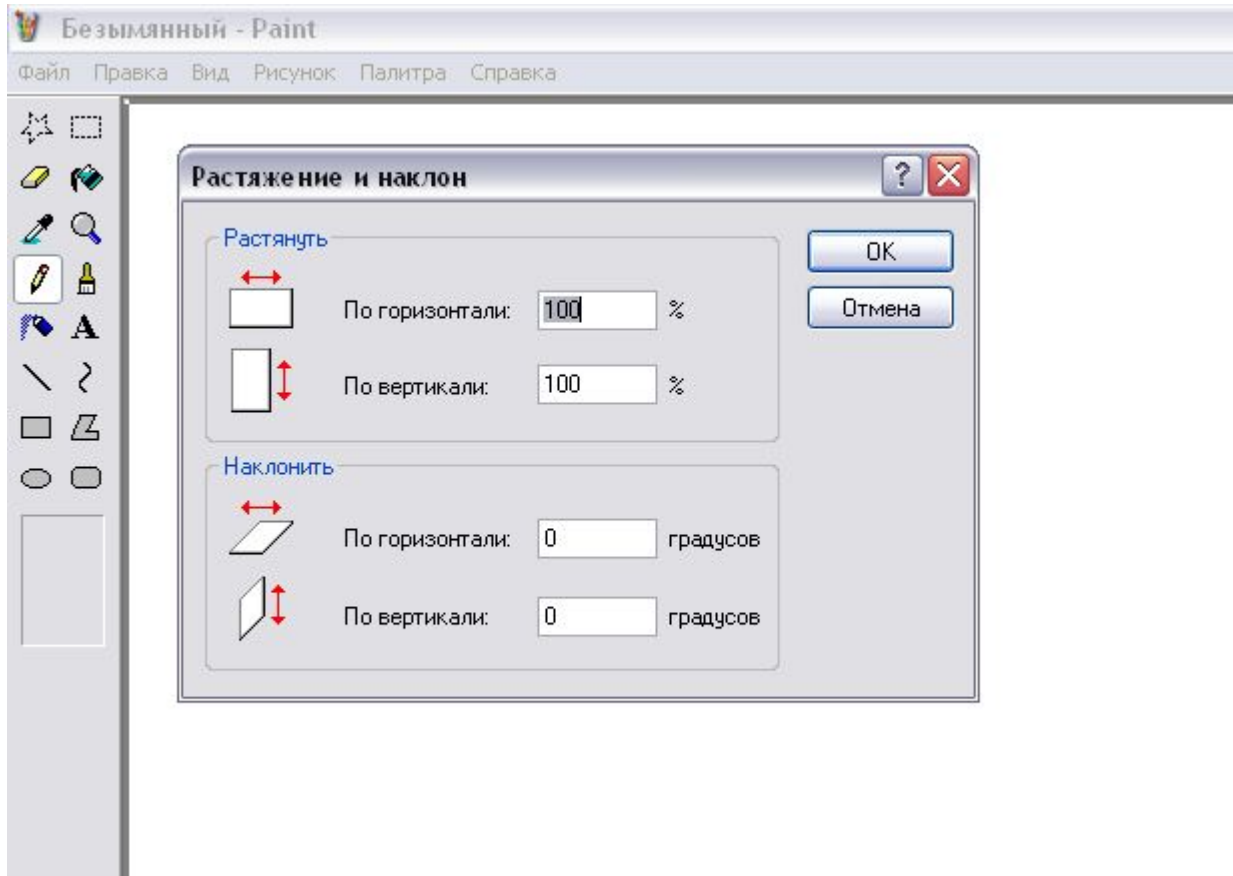 Безымянный - Paint
Файл Правка Вид Рисунок Палитра Справка
Растяжение и наклон
?
Растянуть
OK
По горизонтали: 100 %
Отмена
По вертикали: 100 %
Наклонить
По горизонтали: 0 градусов
По вертикали: 0 градусов
A